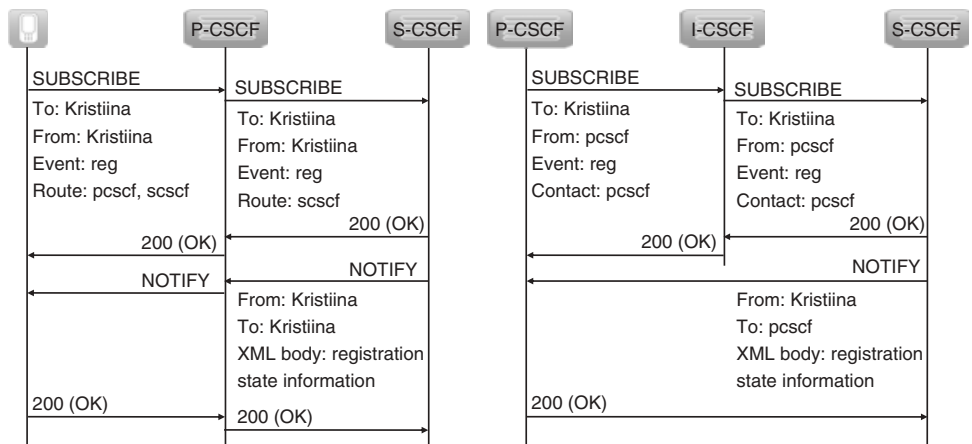 P-CSCF
S-CSCF
SUBSCRIBE
To: Kristiina
From: Kristiina
Event: reg
Route: pcscf, scscf
SUBSCRIBE
To: Kristiina
From: Kristiina
Event: reg
Route: scscf
200 (OK)
200 (OK)
NOTIFY
NOTIFY
From: Kristiina
To: Kristiina
XML body: registration
state information
200 (OK)
200 (OK)
P-CSCF
I-CSCF
S-CSCF
SUBSCRIBE
To: Kristiina
From: pcscf
Event: reg
Contact: pcscf
SUBSCRIBE
To: Kristiina
From: pcscf
Event: reg
Contact: pcscf
200 (OK)
200 (OK)
NOTIFY
From: Kristiina
To: pcscf
XML body: registration
state information
200 (OK)